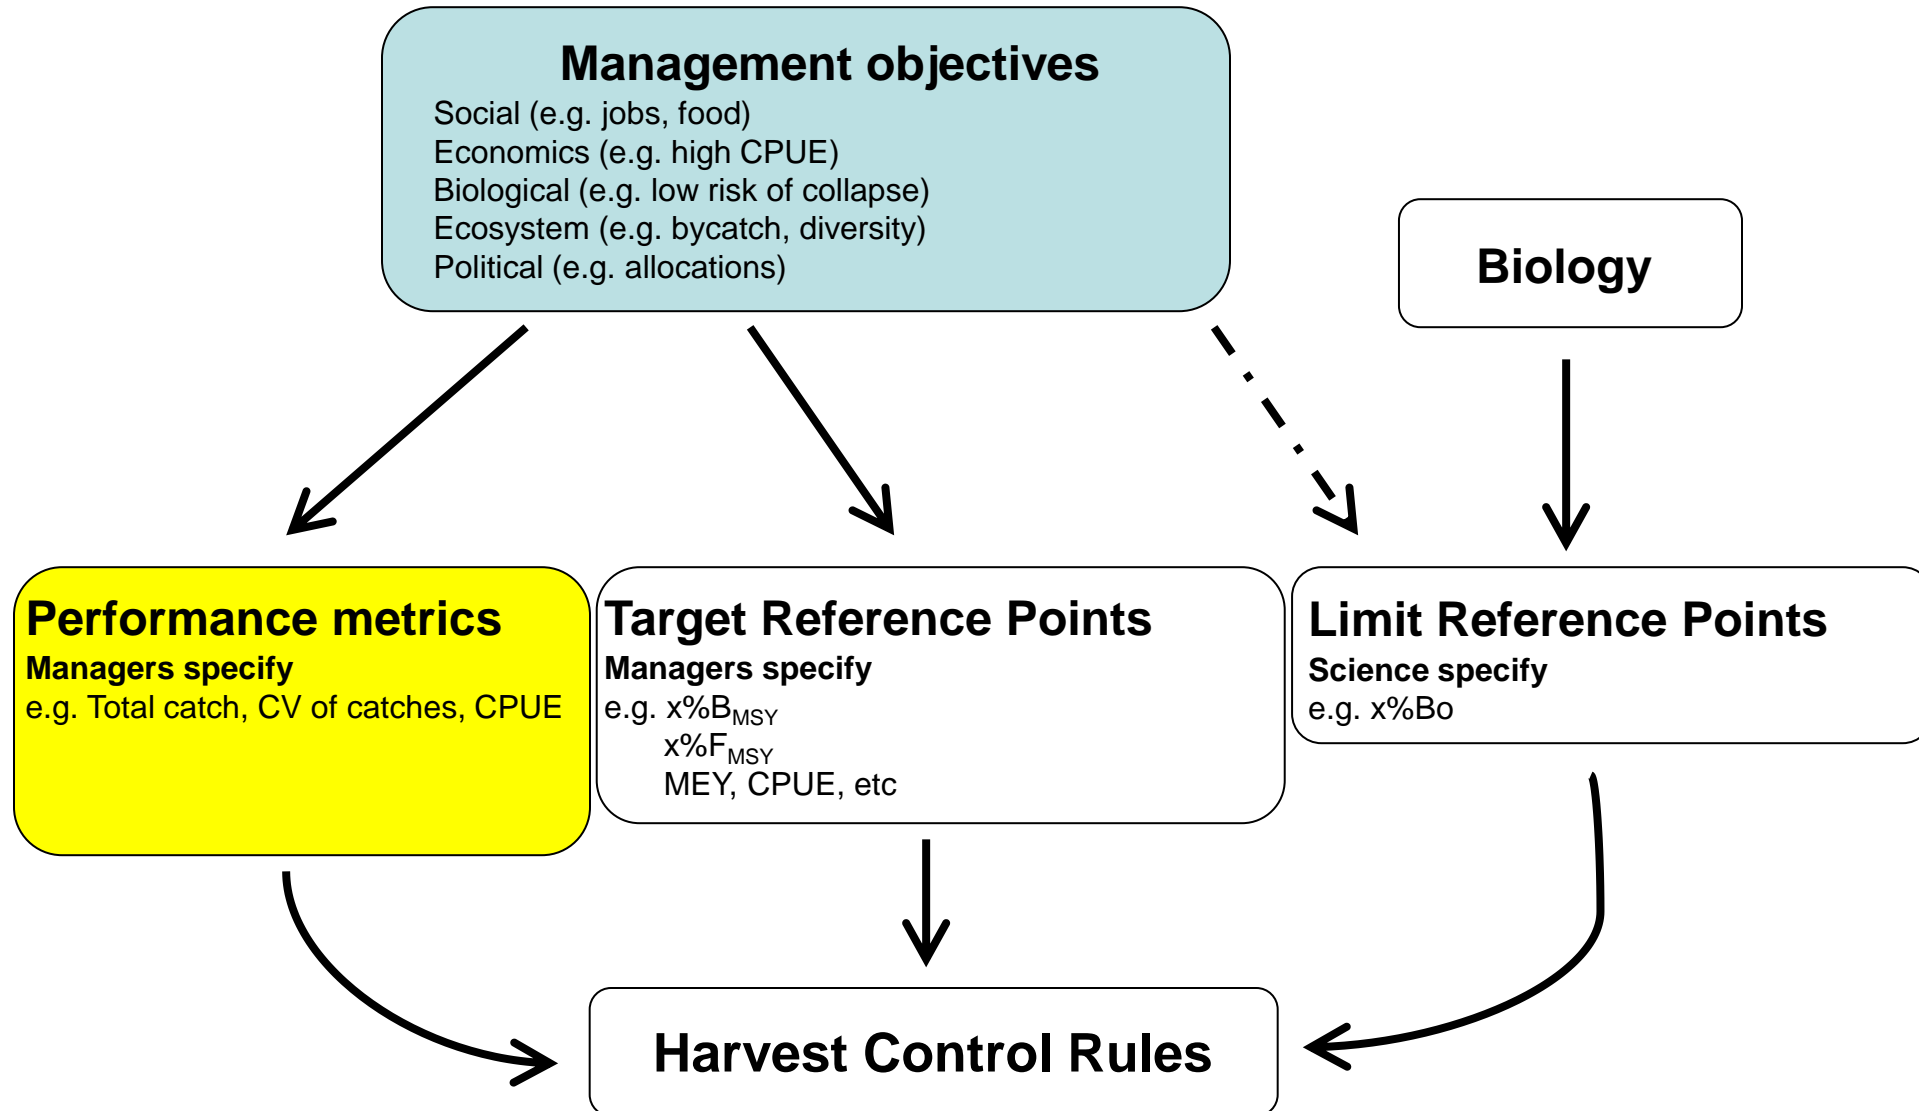 Management objectives
Social (e.g. jobs, food)
Economics (e.g. high CPUE)
Biological (e.g. low risk of collapse)
Ecosystem (e.g. bycatch, diversity)
Political (e.g. allocations)
Biology
Performance metrics
Managers specify
e.g. Total catch, CV of catches, CPUE
Target Reference Points
Managers specify
e.g. x%BMSY
x%FMSY
MEY, CPUE, etc
Limit Reference Points
Science specify
e.g. x%Bo
Harvest Control Rules